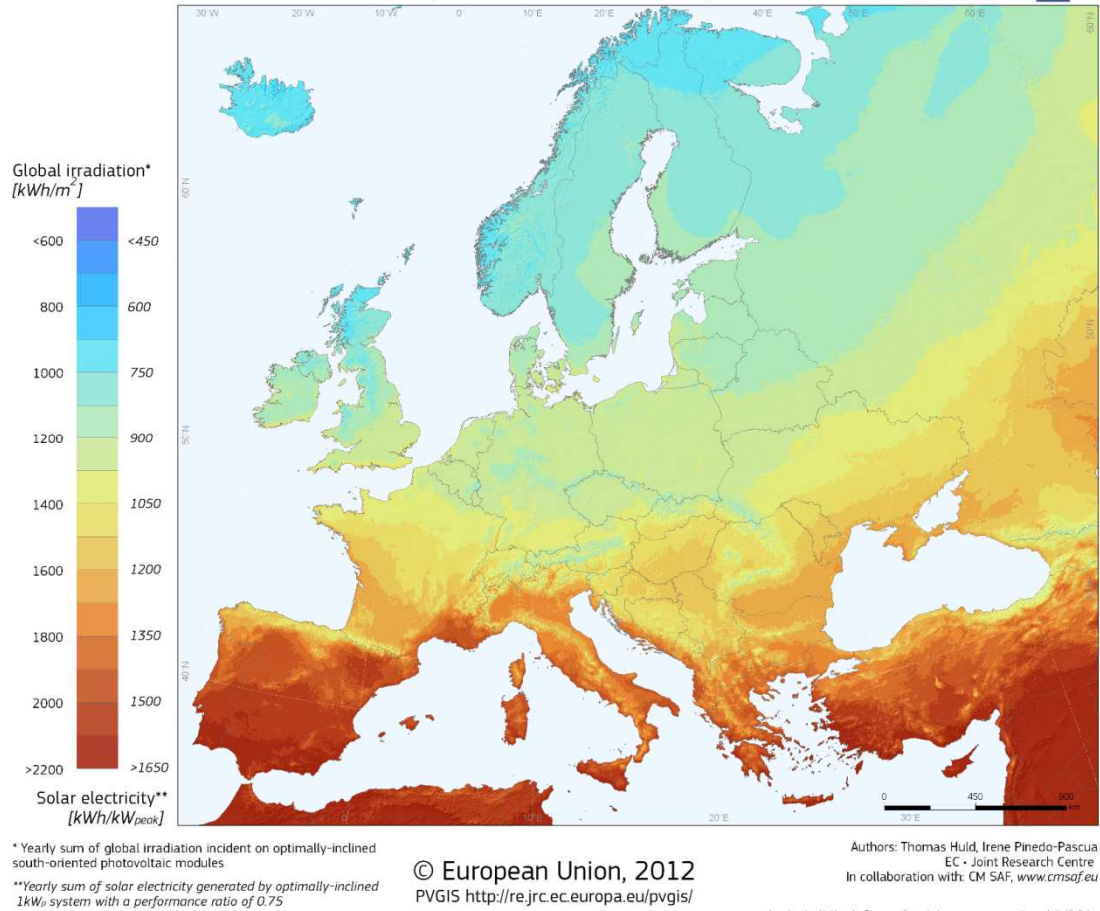 30°W
20°W
10°W
0°
10°E
20°E
30°E
40°E
50°E
60°E
60°N
60°N
50°N
50°N
40°N
Global irradiation*
[kWh/m²]
<600 <450
800 600
1000 750
1200 900
1400 1050
1600 1200
1800 1350
2000 1500
>2200 >1650
Solar electricity**
[kWh/kWpeak]
0 450 900
km
0°
10°E
20°E
30°E
* Yearly sum of global irradiation incident on optimally-inclined
south-oriented photovoltaic modules
**Yearly sum of solar electricity generated by optimally-inclined
1kWp system with a performance ratio of 0.75
© European Union, 2012
PVGIS http://re.jrc.ec.europa.eu/pvgis/
Authors: Thomas Huld, Irene Pinedo-Pascua
EC • Joint Research Centre
In collaboration with: CM SAF, www.cmsaf.eu